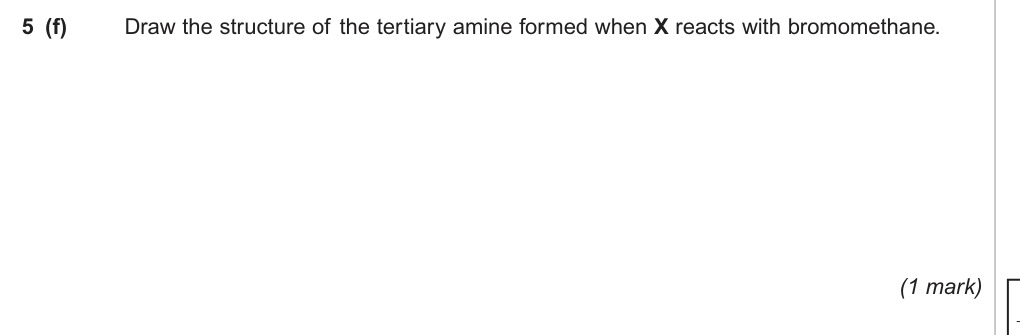 5 (f) Draw the structure of the tertiary amine formed when X reacts with bromomethane.
(1 mark)